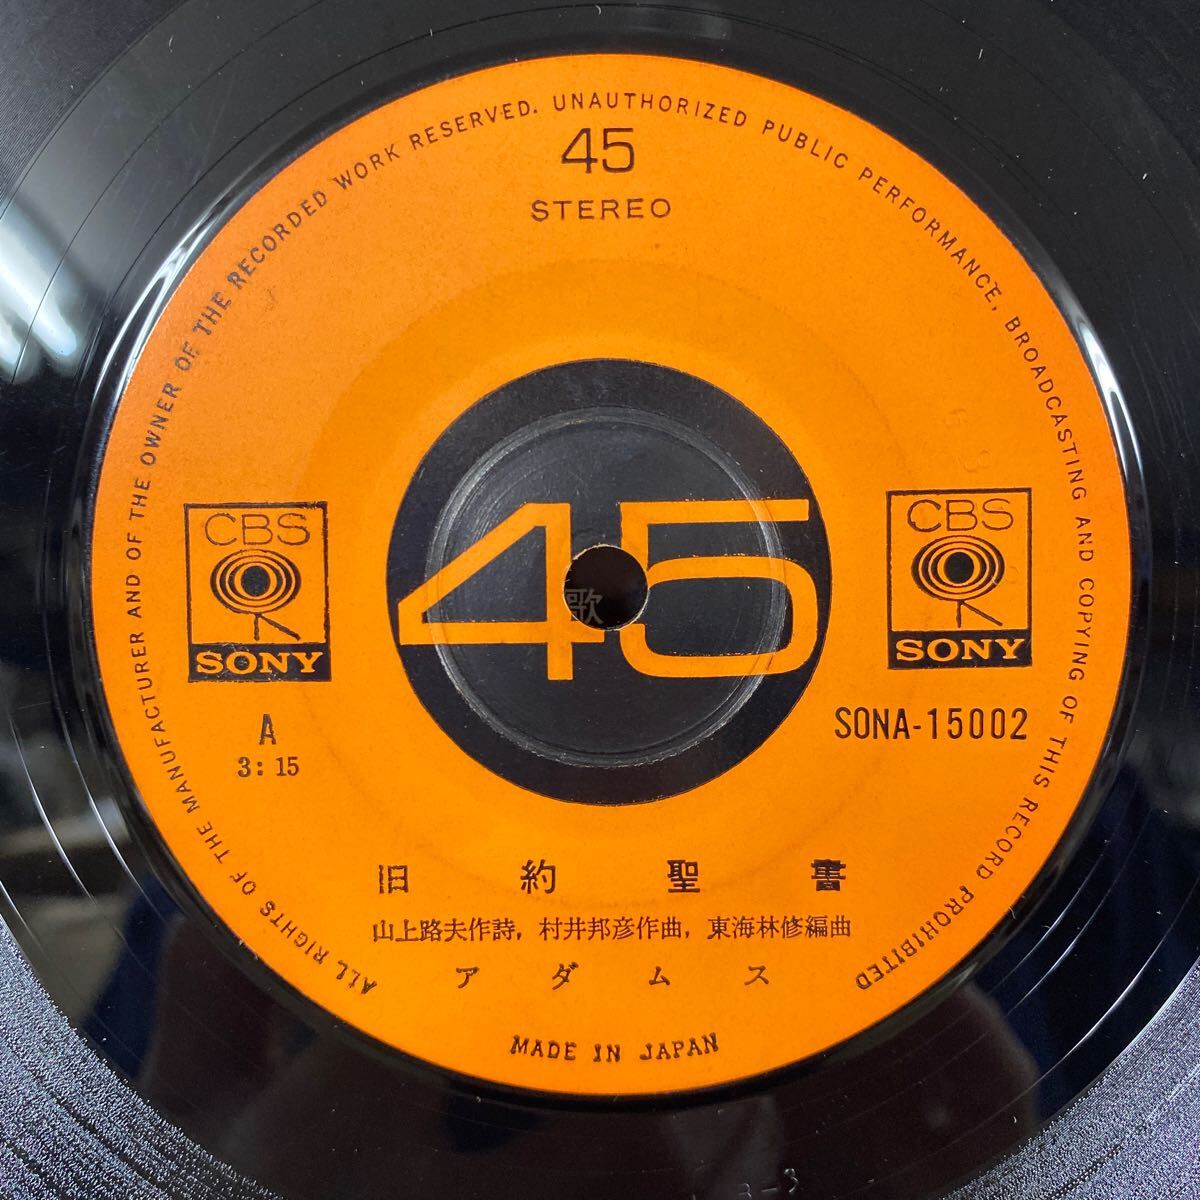 ALL RIGHTS OF THE MANUFACTURER AND OF THE OWNER OF THE RECORDED WORK RESERVED. UNAUTHORIZED PUBLIC PERFORMANCE, BROADCASTING AND COPYING OF THIS RECORD PROHIBITED
45
STEREO
CBS
SONY
45
歌
CBS
SONY
A
3:15
SONA-15002
旧約聖書
山上路夫作詩, 村井邦彦作曲, 東海林修編曲
アダムス
MADE IN JAPAN
3-3